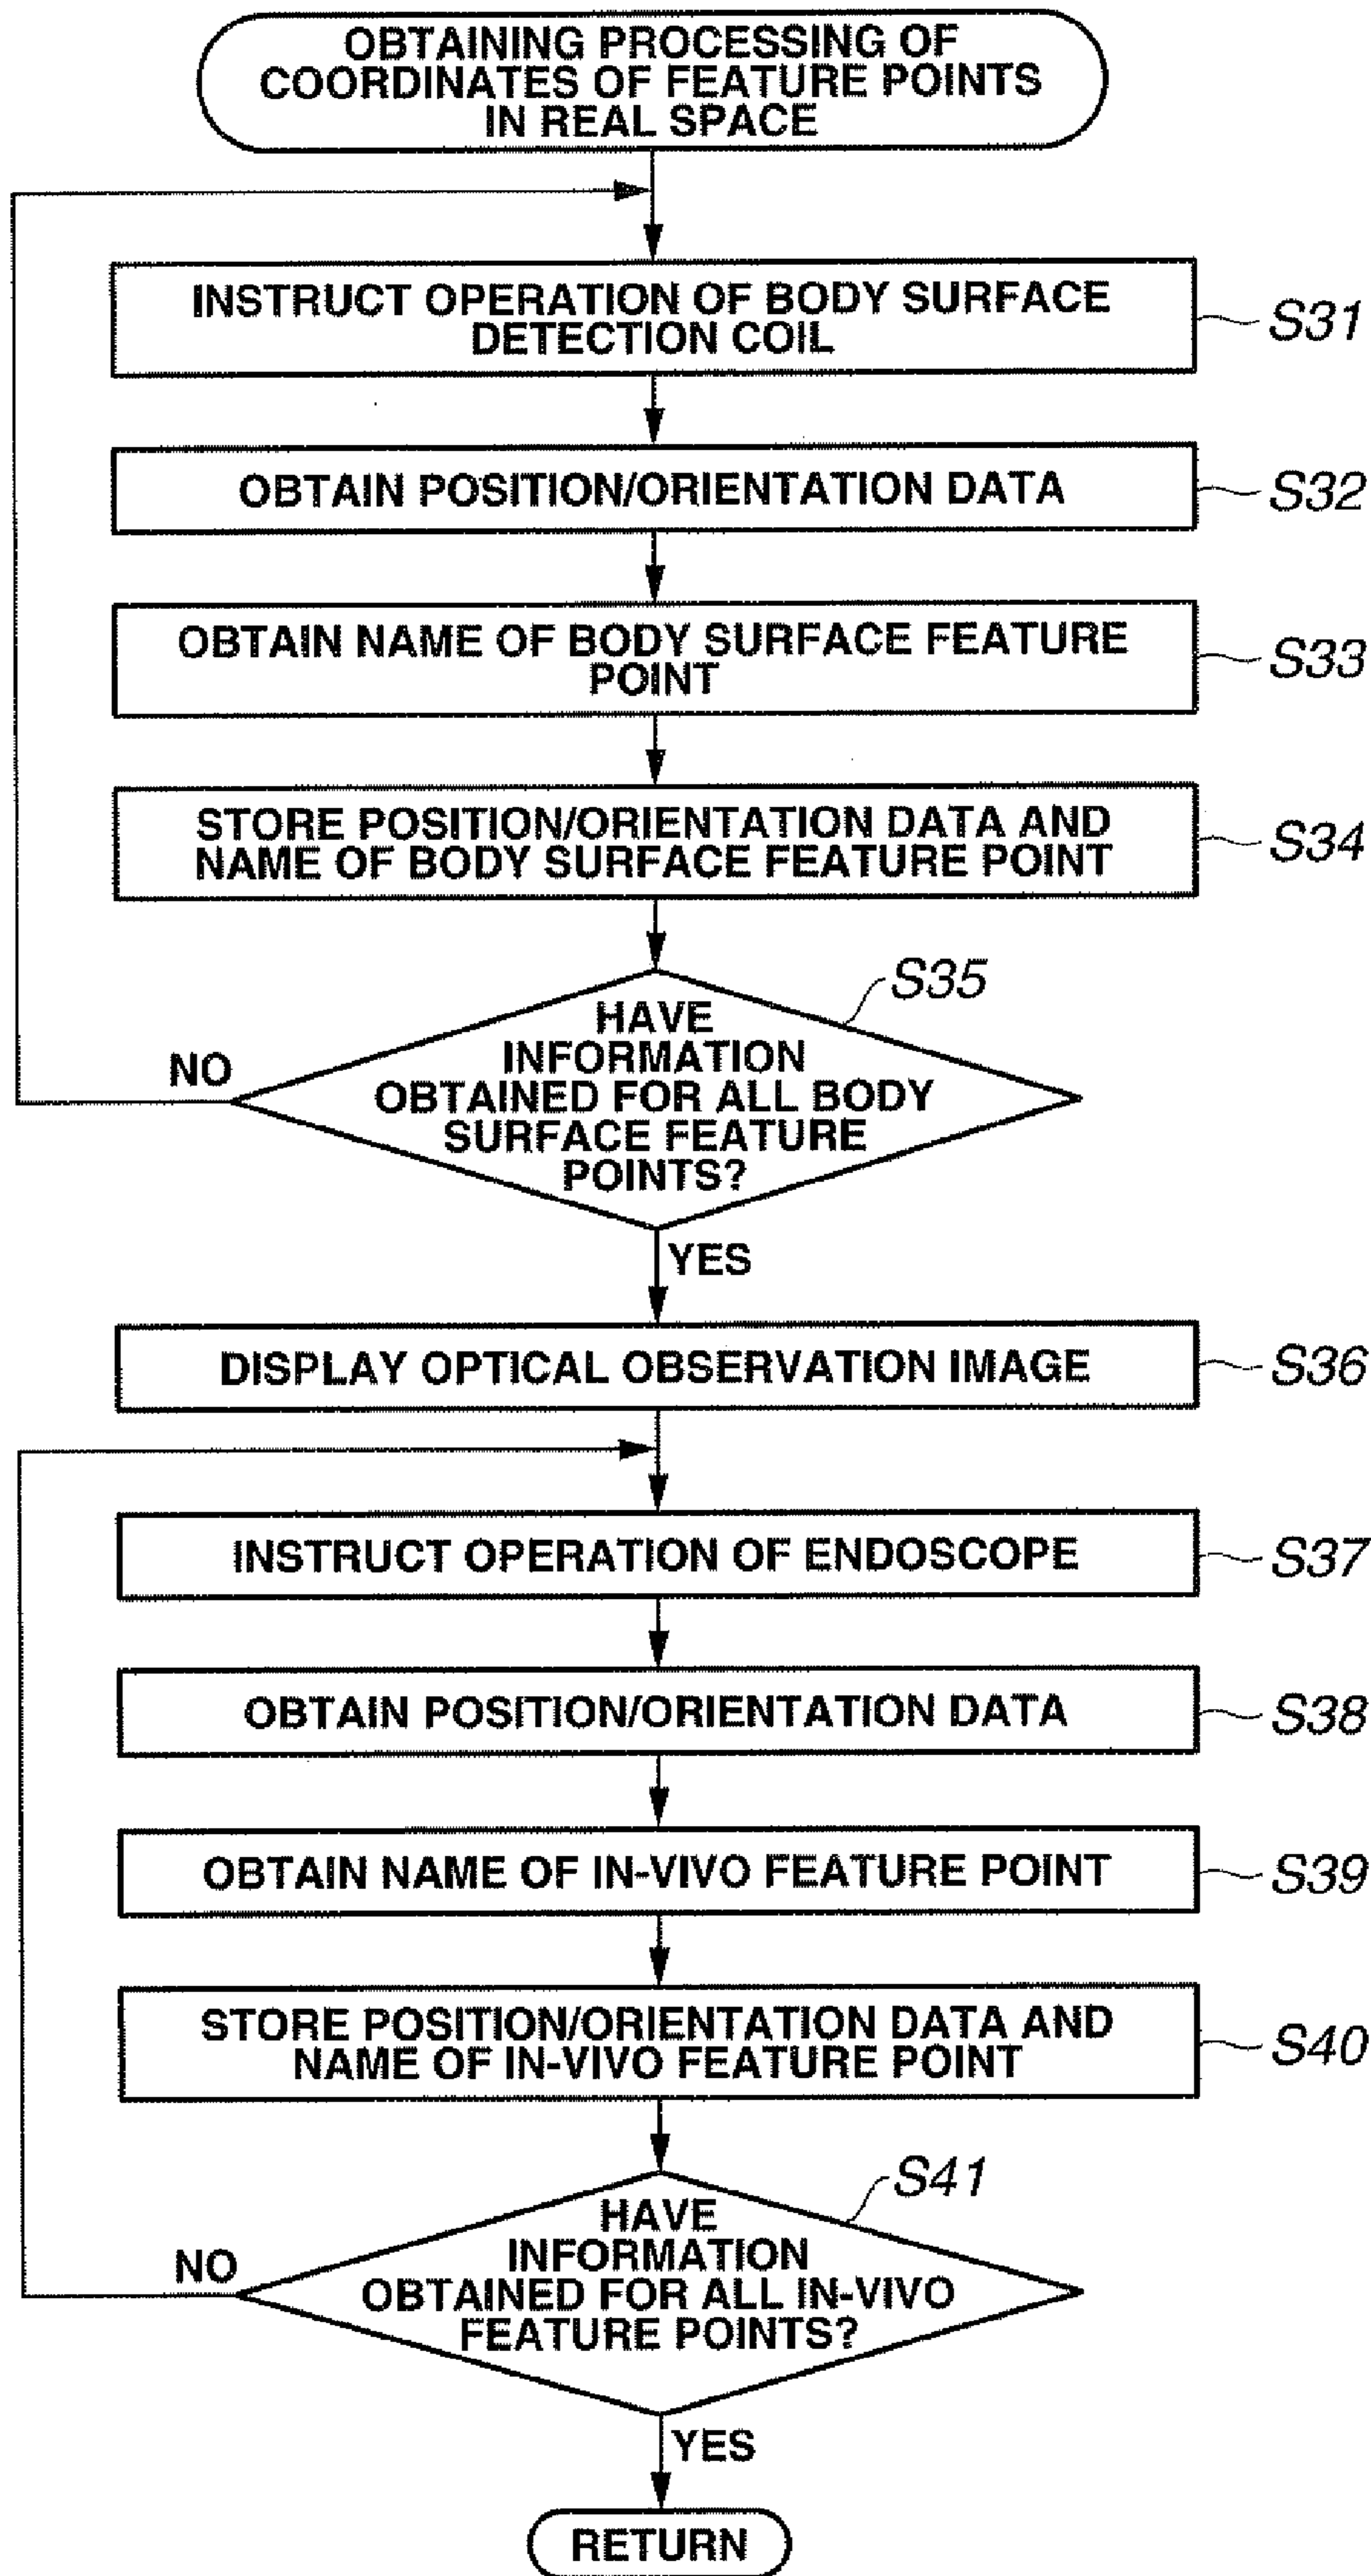 OBTAINING PROCESSING OF
COORDINATES OF FEATURE POINTS
IN REAL SPACE
INSTRUCT OPERATION OF BODY SURFACE
DETECTION COIL
S31
OBTAIN POSITION/ORIENTATION DATA
S32
OBTAIN NAME OF BODY SURFACE FEATURE
POINT
S33
STORE POSITION/ORIENTATION DATA AND
NAME OF BODY SURFACE FEATURE POINT
S34
S35
HAVE
INFORMATION
OBTAINED FOR ALL BODY
SURFACE FEATURE
POINTS?
NO
YES
DISPLAY OPTICAL OBSERVATION IMAGE
S36
INSTRUCT OPERATION OF ENDOSCOPE
S37
OBTAIN POSITION/ORIENTATION DATA
S38
OBTAIN NAME OF IN-VIVO FEATURE POINT
S39
STORE POSITION/ORIENTATION DATA AND
NAME OF IN-VIVO FEATURE POINT
S40
S41
HAVE
INFORMATION
OBTAINED FOR ALL IN-VIVO
FEATURE POINTS?
NO
YES
RETURN